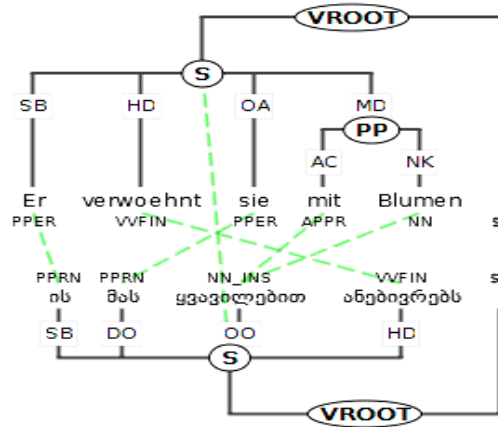 VROOT
S
SB HD OA MD
PP
AC NK
Er verwoehnt sie mit Blumen
PPER VVFIN PPER APPR NN s
PPRN PPRN NN_INS VVFIN s
ის მას ყვავილებით ანებივრებს
SB DO OO HD
S
VROOT